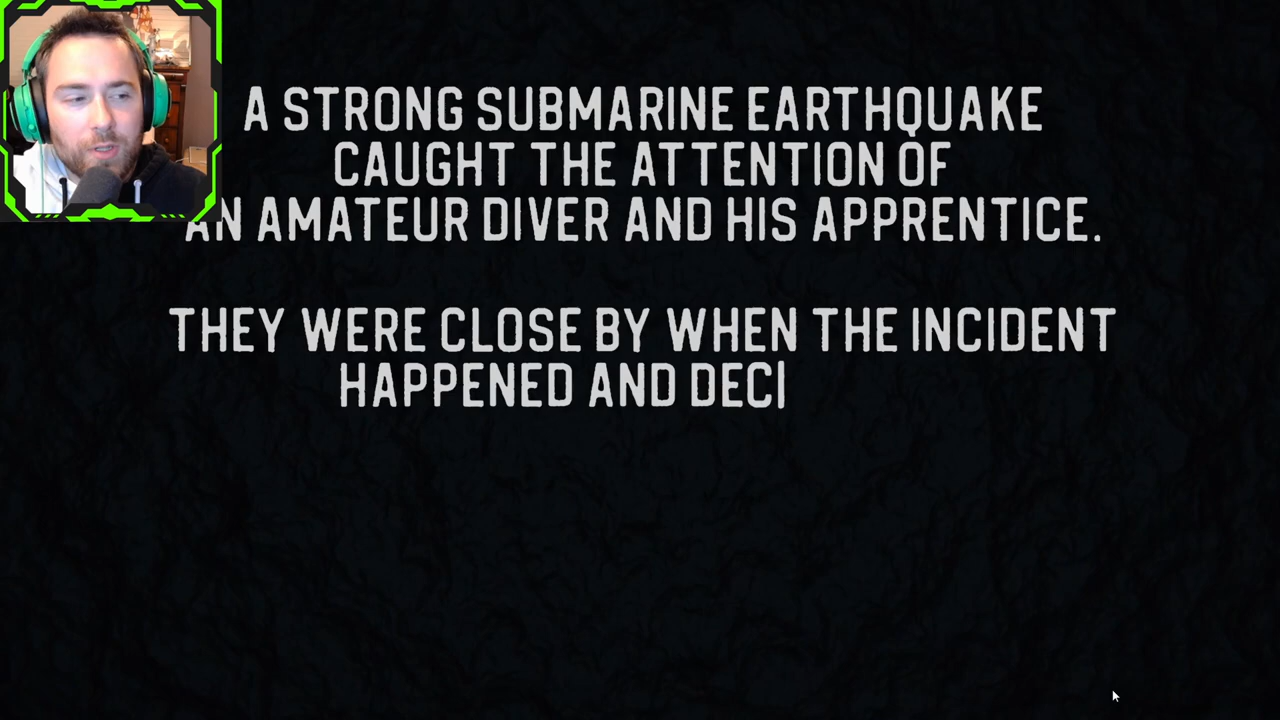 A STRONG SUBMARINE EARTHQUAKE
CAUGHT THE ATTENTION OF
AN AMATEUR DIVER AND HIS APPRENTICE.
THEY WERE CLOSE BY WHEN THE INCIDENT
HAPPENED AND DECI